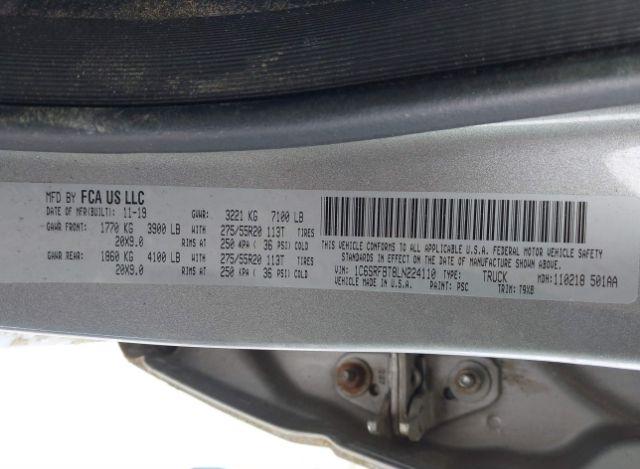 MFD BY FCA US LLC
DATE OF MFR(BUILT): 11-19 GVWR: 3221 KG 7100 LB
GAWR FRONT: 1770 KG 3900 LB WITH 275/55R20 113T TIRES
20X9.0 RIMS AT 250 KPA ( 36 PSI) COLD
GAWR REAR: 1860 KG 4100 LB WITH 275/55R20 113T TIRES
20X9.0 RIMS AT 250 KPA ( 36 PSI) COLD
THIS VEHICLE CONFORMS TO ALL APPLICABLE U.S.A. FEDERAL MOTOR VEHICLE SAFETY
STANDARDS IN EFFECT ON THE DATE OF MANUFACTURE SHOWN ABOVE.
VIN: 1C6SRFBT8LN224110 TYPE: TRUCK MDH:110218 501AA
VEHICLE MADE IN U.S.A. PAINT: PSC TRIM: T9XB